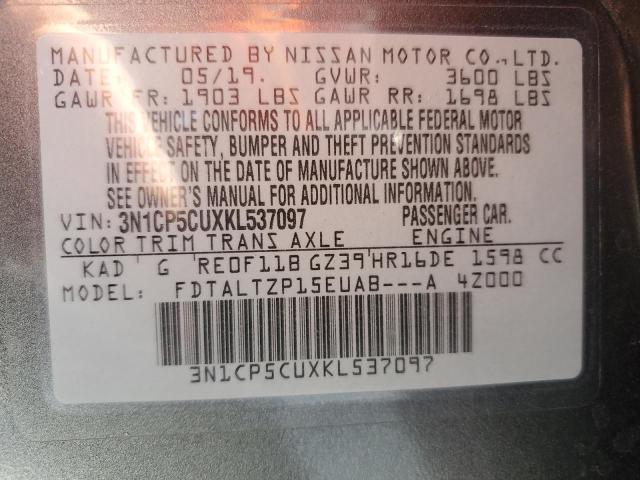 MANUFACTURED BY NISSAN MOTOR CO., LTD.
DATE: 05/19. GVWR: 3600 LBS
GAWR FR: 1903 LBS GAWR RR: 1698 LBS
THIS VEHICLE CONFORMS TO ALL APPLICABLE FEDERAL MOTOR
VEHICLE SAFETY, BUMPER AND THEFT PREVENTION STANDARDS
IN EFFECT ON THE DATE OF MANUFACTURE SHOWN ABOVE.
SEE OWNER'S MANUAL FOR ADDITIONAL INFORMATION.
VIN: 3N1CP5CUXKL537097 PASSENGER CAR.
COLOR TRIM TRANS AXLE ENGINE
KAD G RE0F11B GZ39 HR16DE 1598 CC
MODEL: FDTALTZP15EUAB---A 4Z000
3N1CP5CUXKL537097